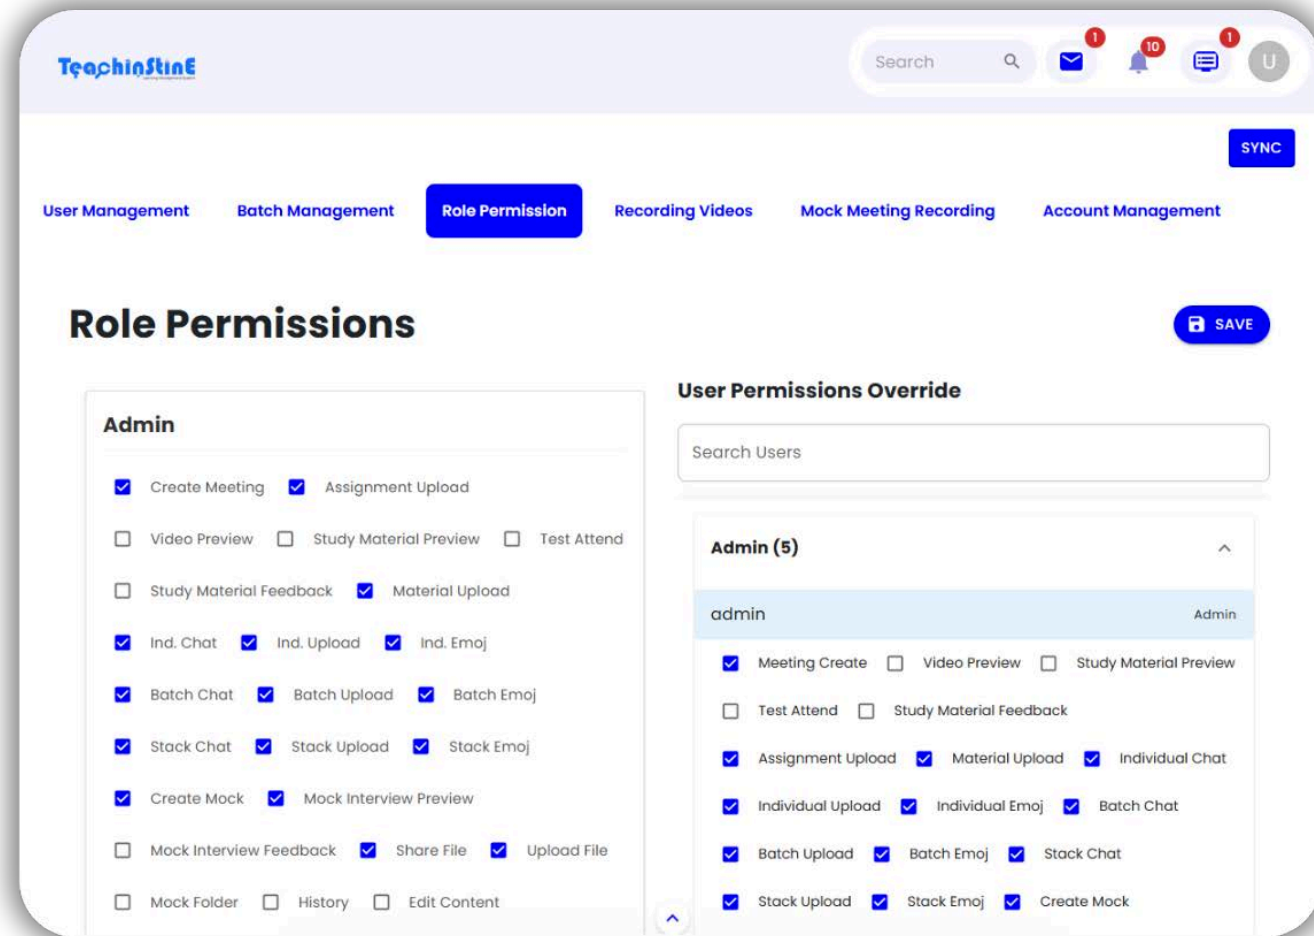 TeachinstinE
Search
1
10
1
U
SYNC
User Management Batch Management Role Permission Recording Videos Mock Meeting Recording Account Management
Role Permissions
SAVE
Admin
Create Meeting Assignment Upload
Video Preview Study Material Preview Test Attend
Study Material Feedback Material Upload
Ind. Chat Ind. Upload Ind. Emoj
Batch Chat Batch Upload Batch Emoj
Stack Chat Stack Upload Stack Emoj
Create Mock Mock Interview Preview
Mock Interview Feedback Share File Upload File
Mock Folder History Edit Content
User Permissions Override
Search Users
Admin (5)
admin Admin
Meeting Create Video Preview Study Material Preview
Test Attend Study Material Feedback
Assignment Upload Material Upload Individual Chat
Individual Upload Individual Emoj Batch Chat
Batch Upload Batch Emoj Stack Chat
Stack Upload Stack Emoj Create Mock